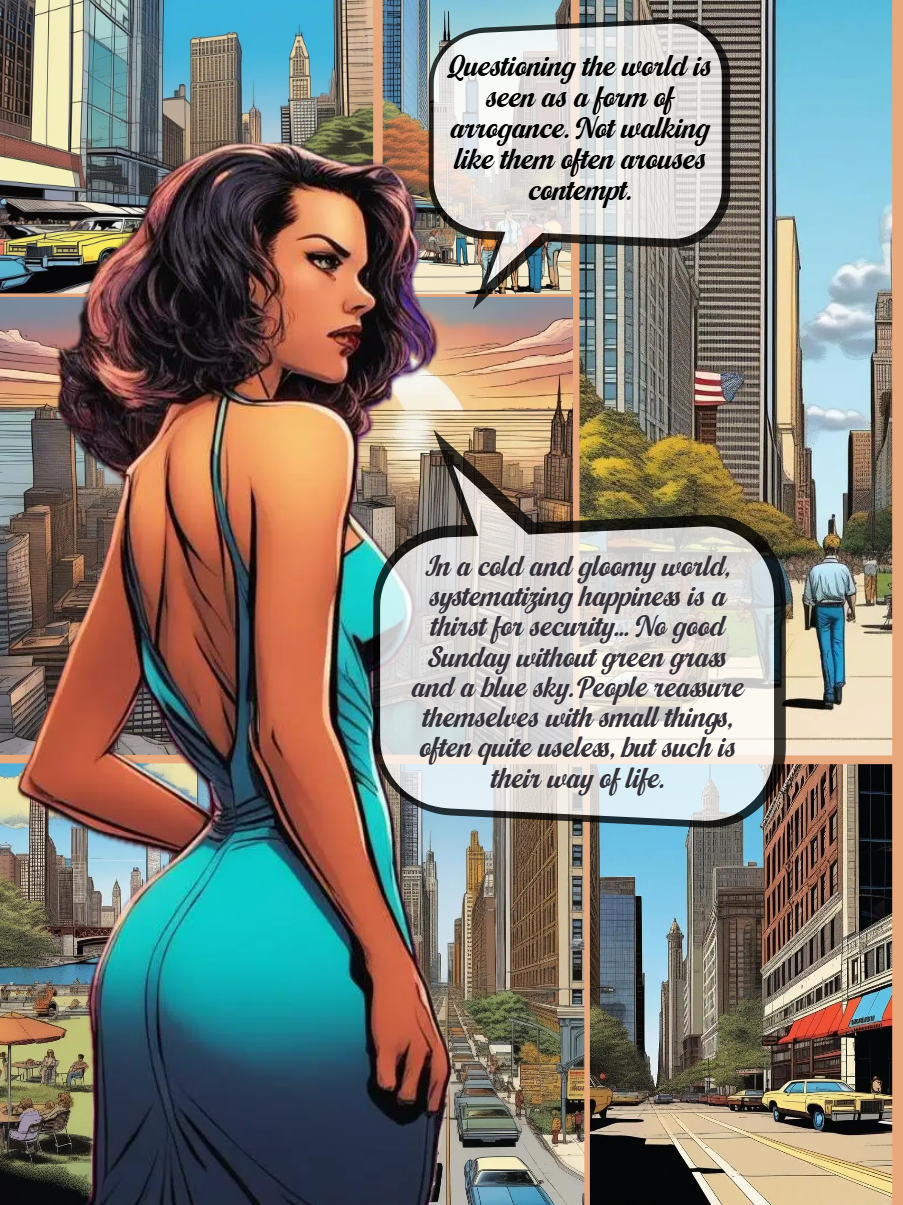 Questioning the world is
seen as a form of
arrogance. Not walking
like them often arouses
contempt.
In a cold and gloomy world,
systematizing happiness is a
thirst for security... No good
Sunday without green grass
and a blue sky.People reassure
themselves with small things,
often quite useless, but such is
their way of life.